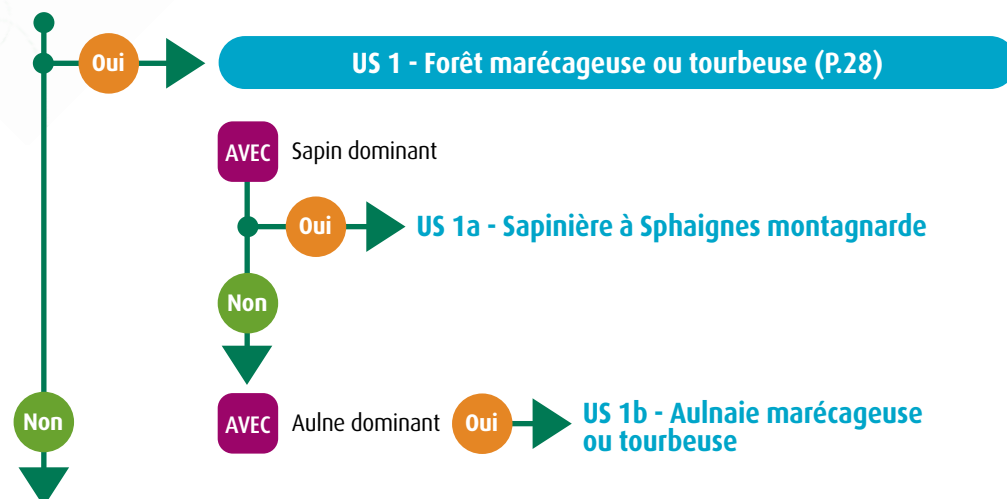 Oui
US 1 - Forêt marécageuse ou tourbeuse (P.28)
AVEC Sapin dominant
Oui
US 1a - Sapinière à Sphaignes montagnarde
Non
Non
AVEC Aulne dominant
Oui
US 1b - Aulnaie marécageuse
ou tourbeuse